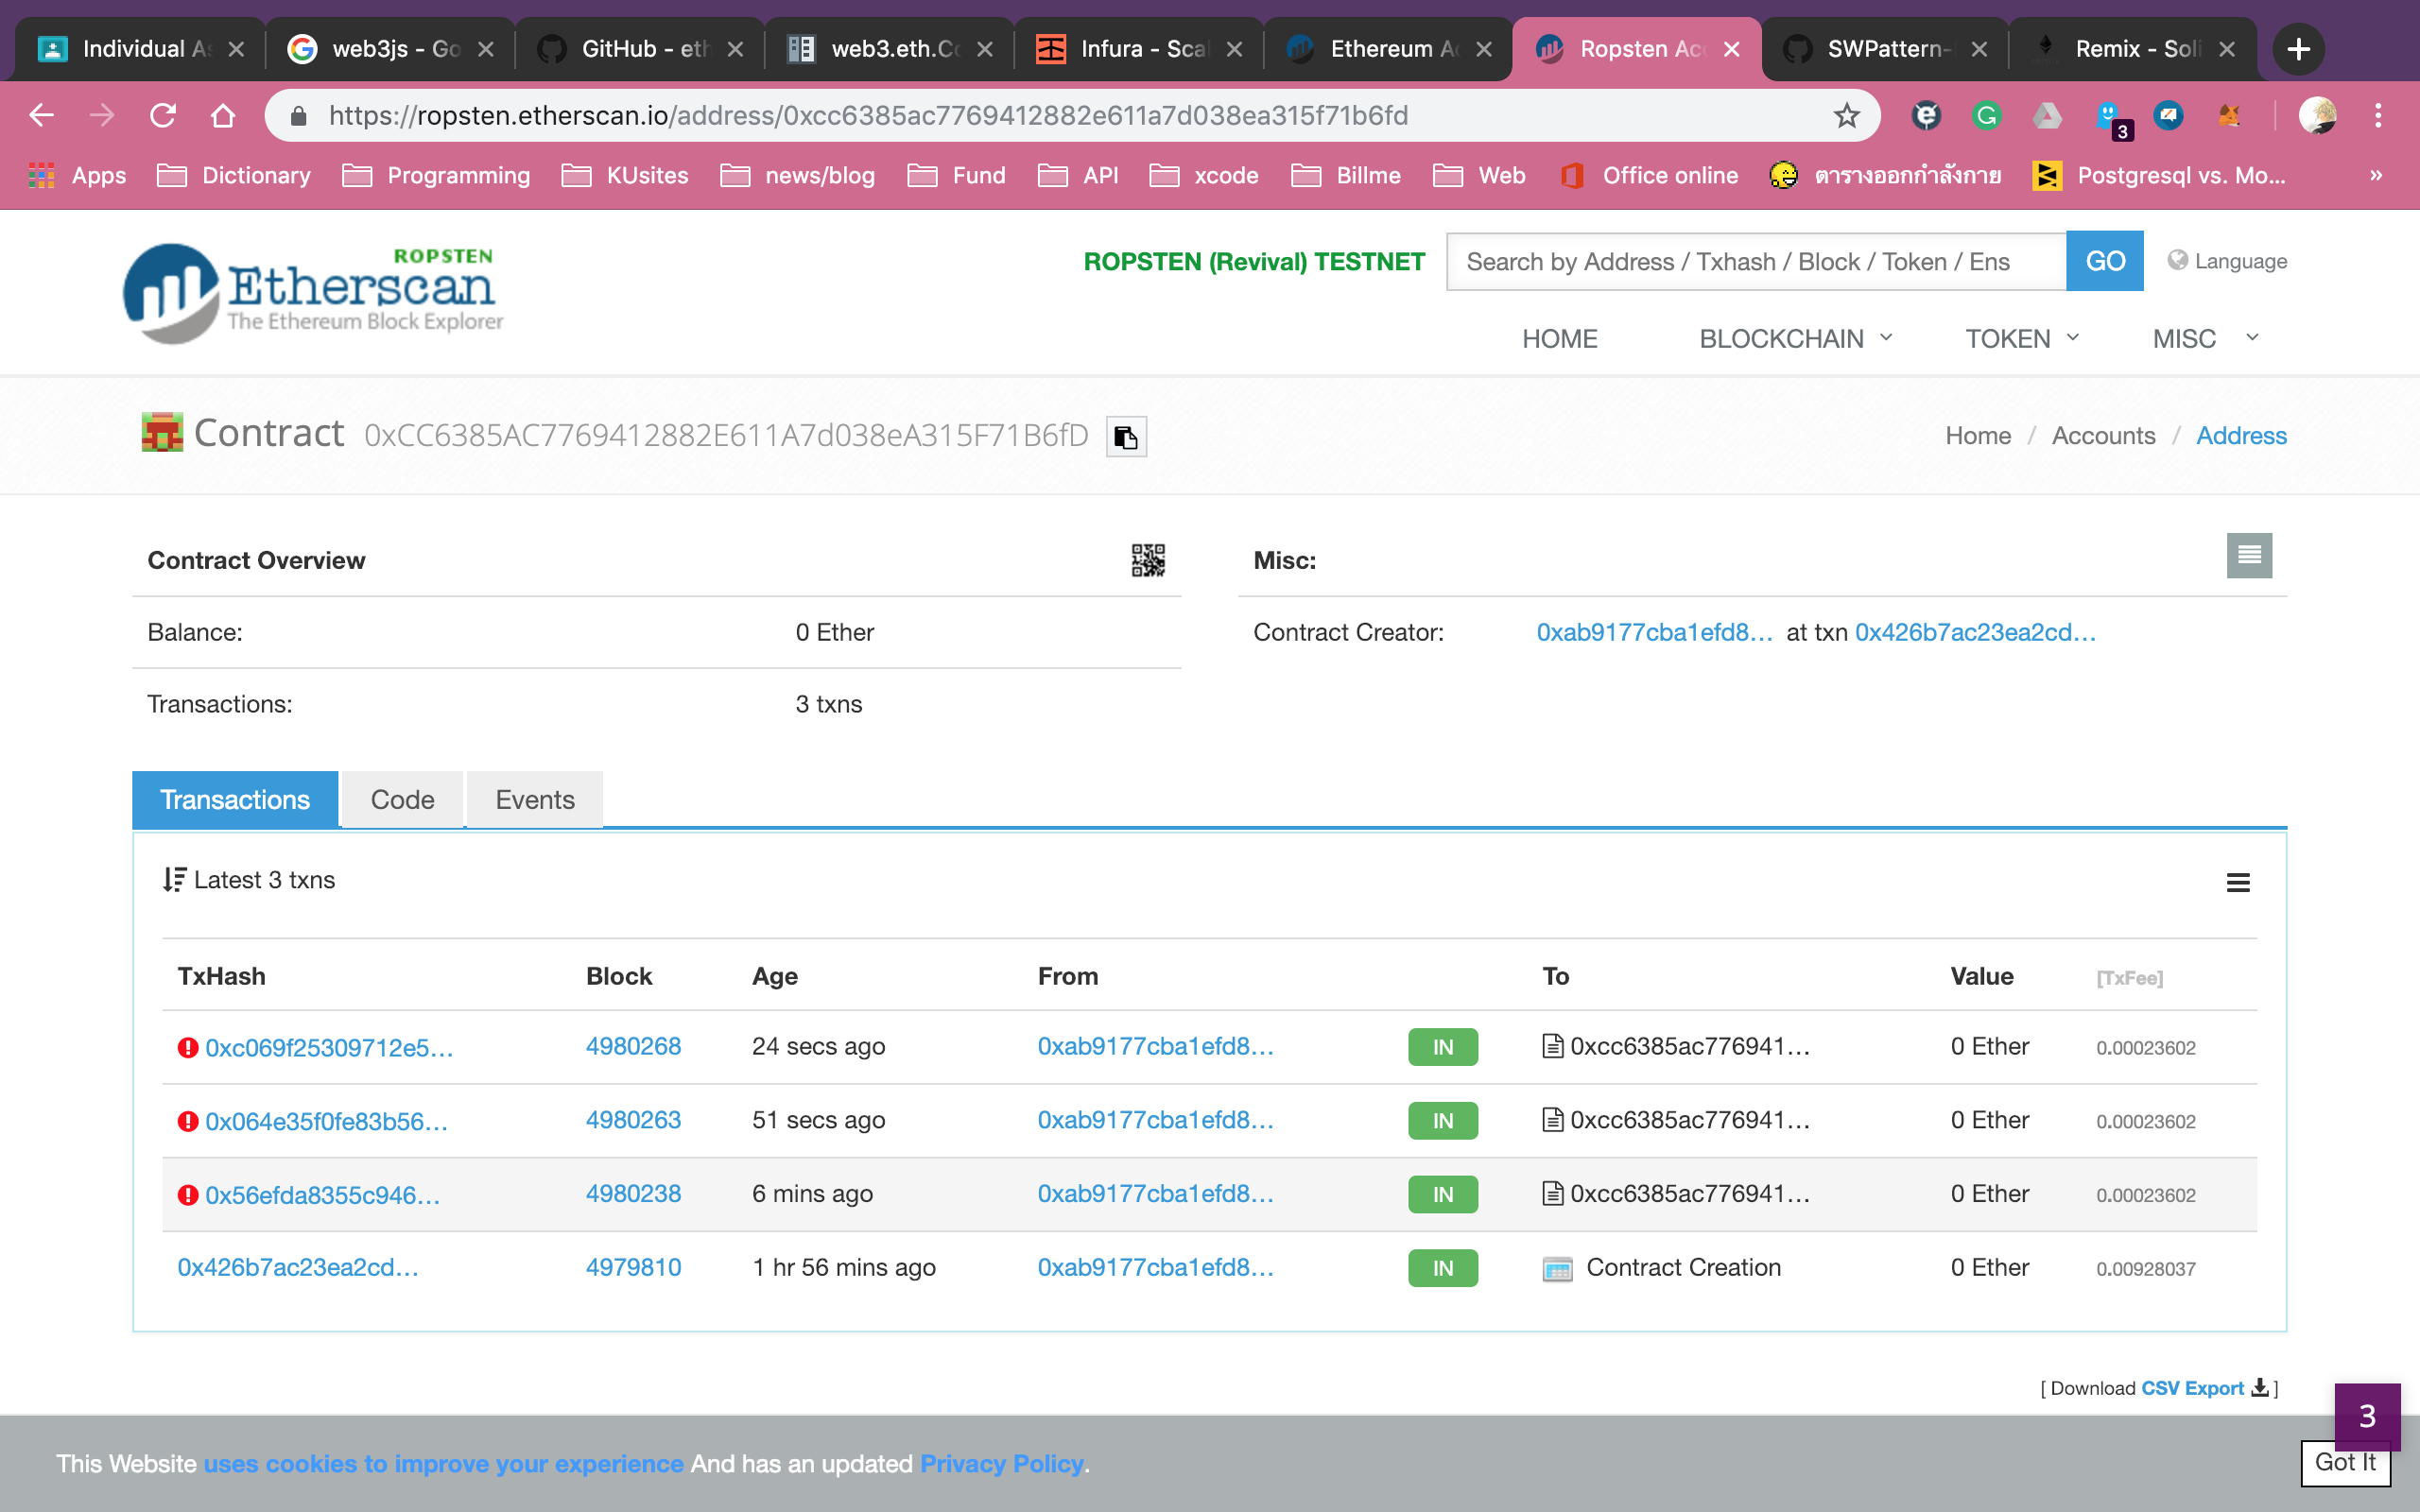 Individual As
web3js - Go
GitHub - eth
web3.eth.Co
Infura - Scal
Ethereum Ac
Ropsten Acc
SWPattern-
Remix - Soli
https://ropsten.etherscan.io/address/0xcc6385ac7769412882e611a7d038ea315f71b6fd
3
Apps Dictionary Programming KUsites news/blog Fund API xcode Billme Web Office online ตารางออกกำลังกาย Postgresql vs. Mo... »
ROPSTEN
Etherscan
The Ethereum Block Explorer
ROPSTEN (Revival) TESTNET
Search by Address / Txhash / Block / Token / Ens
GO
Language
HOME BLOCKCHAIN TOKEN MISC
Contract 0xCC6385AC7769412882E611A7d038eA315F71B6fD
Home / Accounts / Address
Contract Overview
Balance: 0 Ether
Transactions: 3 txns
Misc:
Contract Creator: 0xab9177cba1efd8... at txn 0x426b7ac23ea2cd...
Transactions Code Events
Latest 3 txns
TxHash Block Age From To Value [TxFee]
0xc069f25309712e5... 4980268 24 secs ago 0xab9177cba1efd8... IN 0xcc6385ac776941... 0 Ether 0.00023602
0x064e35f0fe83b56... 4980263 51 secs ago 0xab9177cba1efd8... IN 0xcc6385ac776941... 0 Ether 0.00023602
0x56efda8355c946... 4980238 6 mins ago 0xab9177cba1efd8... IN 0xcc6385ac776941... 0 Ether 0.00023602
0x426b7ac23ea2cd... 4979810 1 hr 56 mins ago 0xab9177cba1efd8... IN Contract Creation 0 Ether 0.00928037
[ Download CSV Export ]
3
This Website uses cookies to improve your experience And has an updated Privacy Policy.
Got It